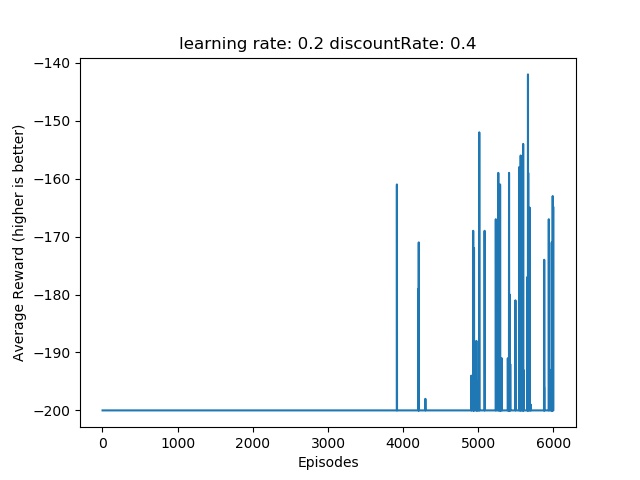 learning rate: 0.2 discountRate: 0.4
−140
−150
−160
−170
−180
−190
−200
Average Reward (higher is better)
0 1000 2000 3000 4000 5000 6000
Episodes